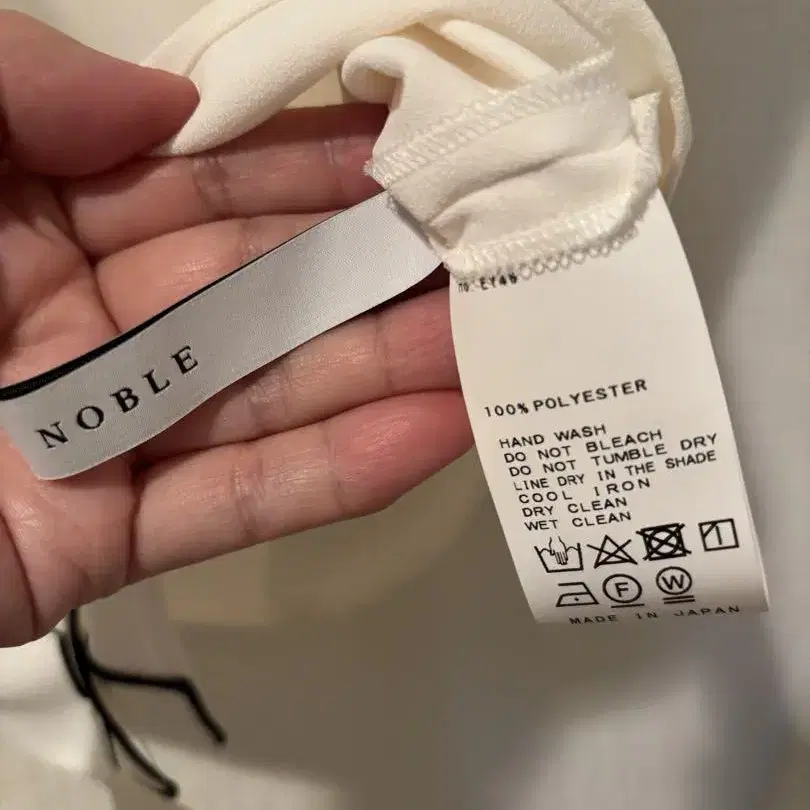 NOBLE
100% POLYESTER
HAND WASH
DO NOT BLEACH
DO NOT TUMBLE DRY
LINE DRY IN THE SHADE
COOL IRON
DRY CLEAN
WET CLEAN
F W
MADE IN JAPAN